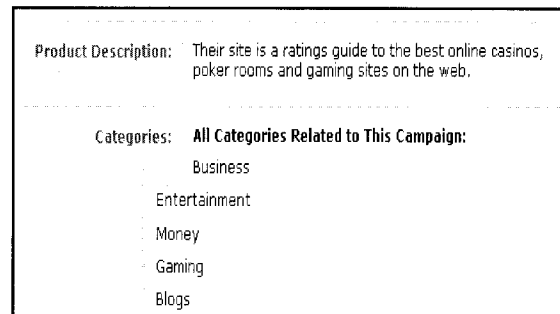 Product Description: Their site is a ratings guide to the best online casinos,
poker rooms and gaming sites on the web.
Categories: All Categories Related to This Campaign:
Business
Entertainment
Money
Gaming
Blogs